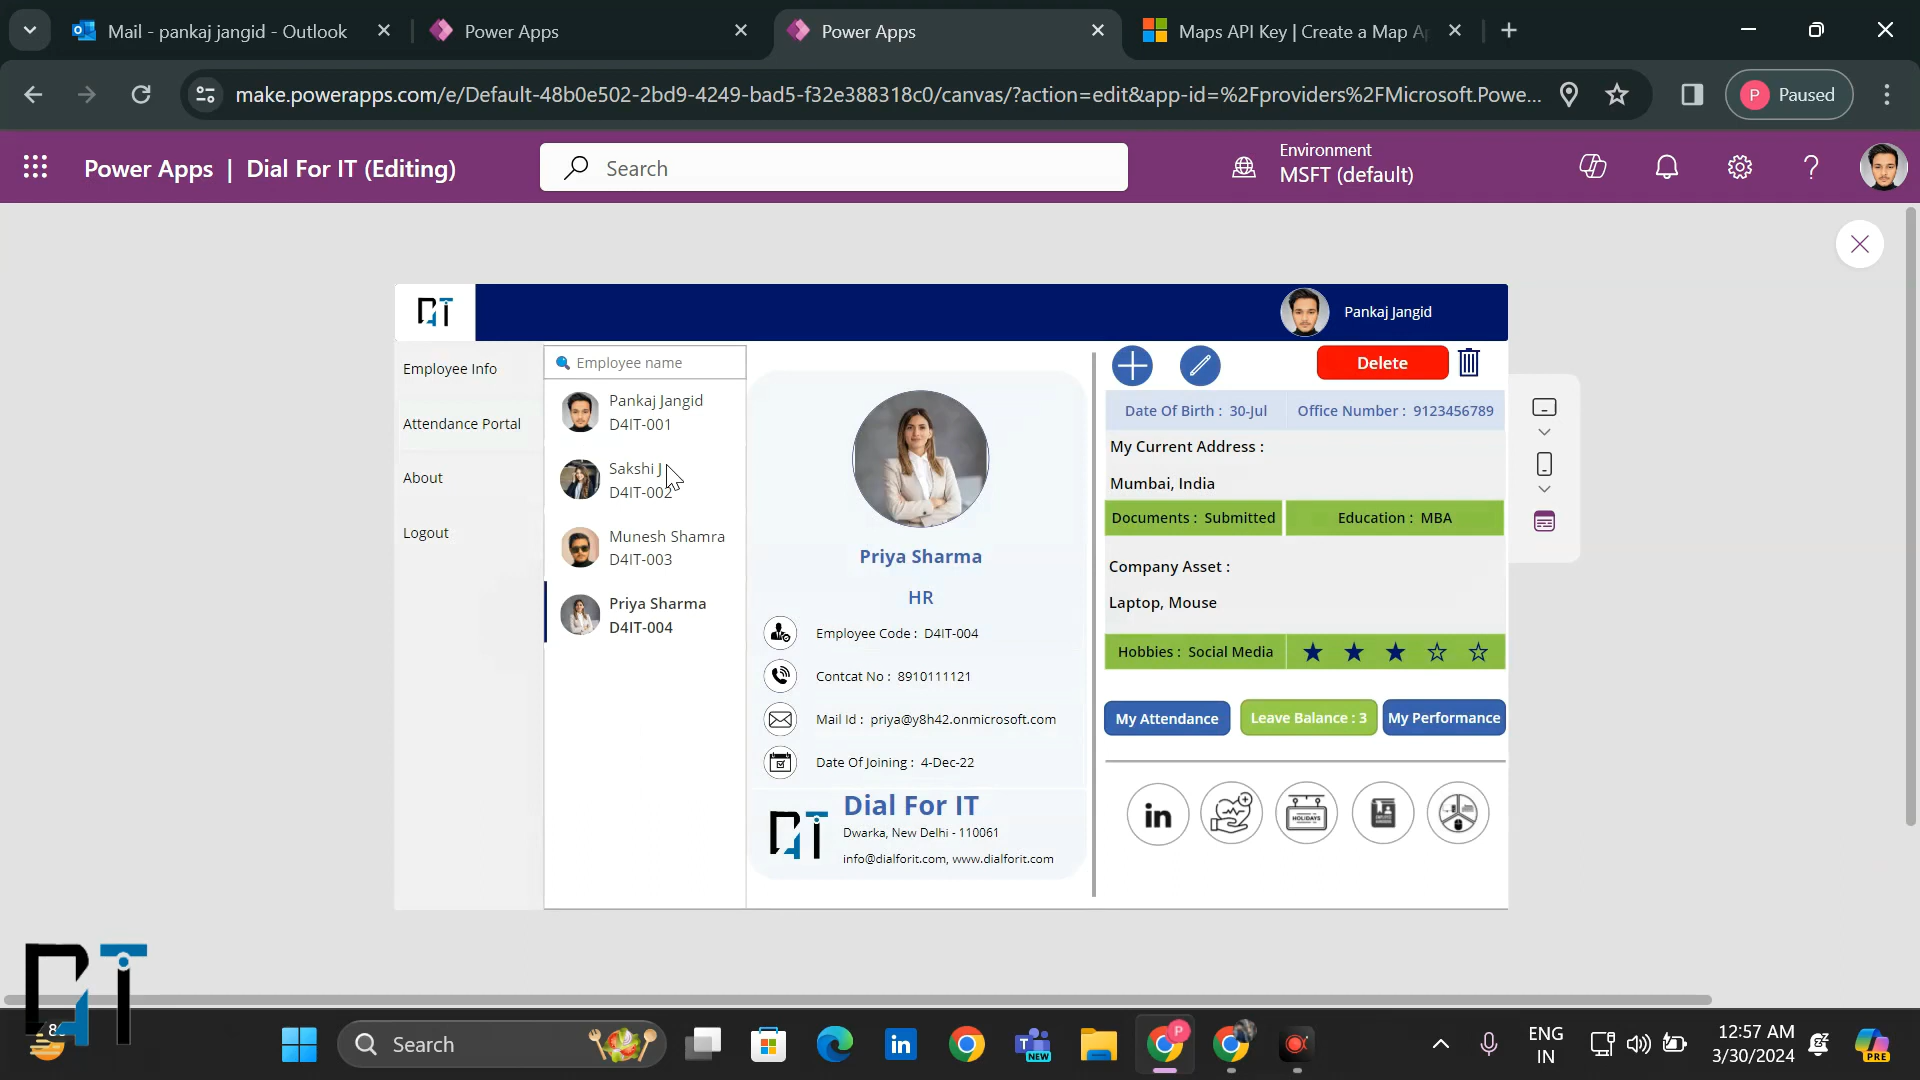 Mail - pankaj jangid - Outlook
Power Apps
Power Apps
Maps API Key | Create a Map A
make.powerapps.com/e/Default-48b0e502-2bd9-4249-bad5-f32e388318c0/canvas/?action=edit&app-id=%2Fproviders%2FMicrosoft.Powe...
P Paused
Power Apps | Dial For IT (Editing)
Search
Environment
MSFT (default)
Pankaj Jangid
Employee Info
Attendance Portal
About
Logout
Employee name
Pankaj Jangid
D4IT-001
Sakshi J
D4IT-002
Munesh Shamra
D4IT-003
Priya Sharma
D4IT-004
Priya Sharma
HR
Employee Code : D4IT-004
Contcat No : 8910111121
Mail Id : priya@y8h42.onmicrosoft.com
Date Of Joining : 4-Dec-22
Dial For IT
Dwarka, New Delhi - 110061
info@dialforit.com, www.dialforit.com
Delete
Date Of Birth : 30-Jul
Office Number : 9123456789
My Current Address :
Mumbai, India
Documents : Submitted
Education : MBA
Company Asset :
Laptop, Mouse
Hobbies : Social Media
My Attendance
Leave Balance : 3
My Performance
in
HOLIDAYS
Search
in
NEW
P
ENG
IN
12:57 AM
3/30/2024
PRE